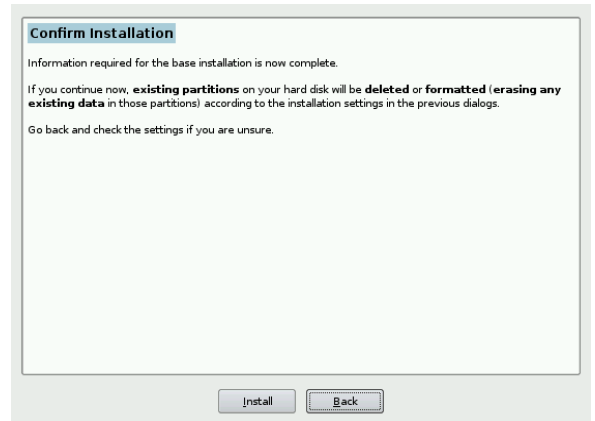 Confirm Installation
Information required for the base installation is now complete.
If you continue now, existing partitions on your hard disk will be deleted or formatted (erasing any
existing data in those partitions) according to the installation settings in the previous dialogs.
Go back and check the settings if you are unsure.
Install
Back